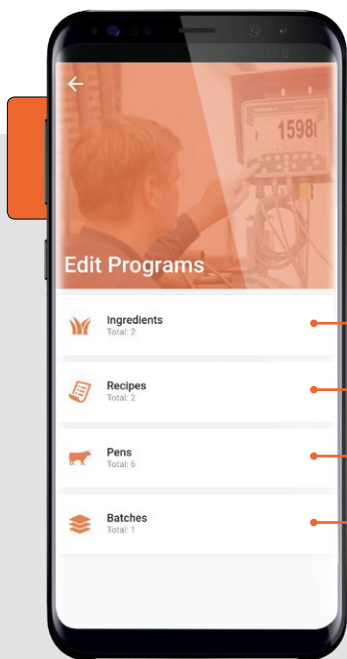 1598
Edit Programs
Ingredients
Total: 2
Recipes
Total: 2
Pens
Total: 6
Batches
Total: 1